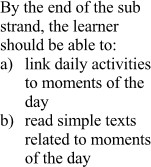 By the end of the sub
strand, the learner
should be able to:
a) link daily activities
to moments of the
day
b) read simple texts
related to moments
of the day